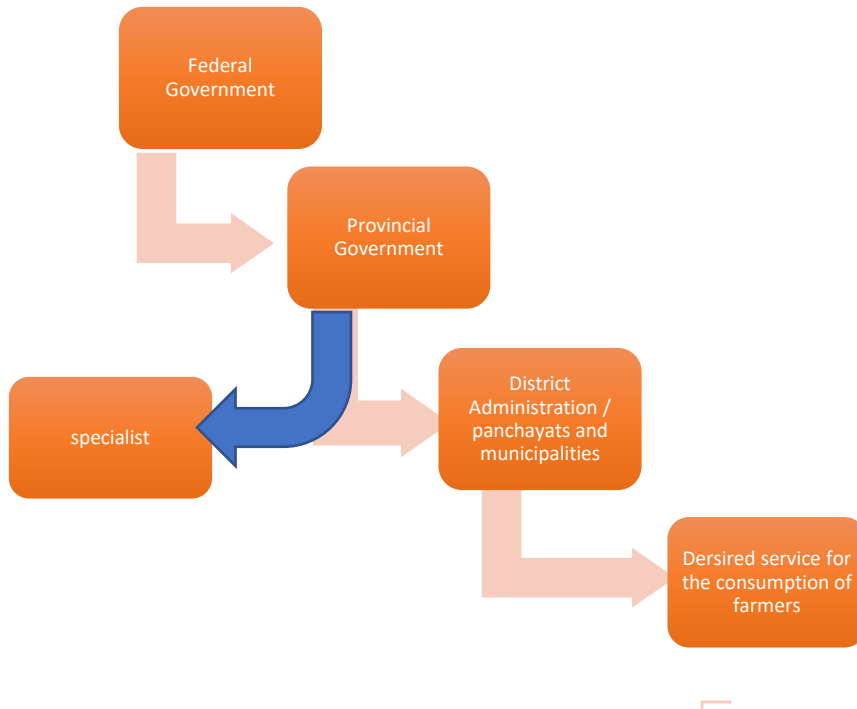 Federal
Government
Provincial
Government
specialist
District
Administration /
panchayats and
municipalities
Dersired service for
the consumption of
farmers